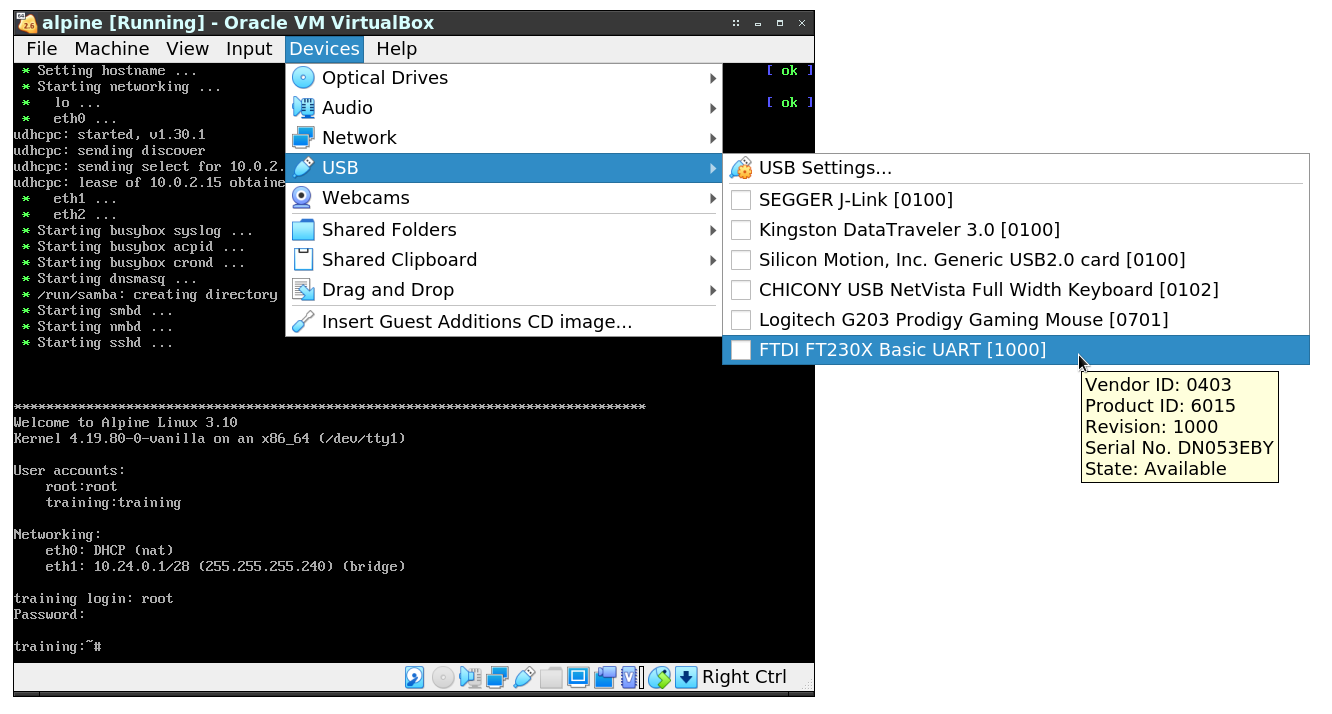 alpine [Running] - Oracle VM VirtualBox
File Machine View Input Devices Help
* Setting hostname ... [ ok ]
* Starting networking ...
*   lo ... [ ok ]
*   eth0 ...
udhcpc: started, v1.30.1
udhcpc: sending discover
udhcpc: sending select for 10.0.2.
udhcpc: lease of 10.0.2.15 obtaine
*   eth1 ...
*   eth2 ...
* Starting busybox syslog ...
* Starting busybox acpid ...
* Starting busybox crond ...
* Starting dnsmasq ...
* /run/samba: creating directory
* Starting smbd ...
* Starting nmbd ...
* Starting sshd ...
Optical Drives
Audio
Network
USB
Webcams
Shared Folders
Shared Clipboard
Drag and Drop
Insert Guest Additions CD image...
USB Settings...
SEGGER J-Link [0100]
Kingston DataTraveler 3.0 [0100]
Silicon Motion, Inc. Generic USB2.0 card [0100]
CHICONY USB NetVista Full Width Keyboard [0102]
Logitech G203 Prodigy Gaming Mouse [0701]
FTDI FT230X Basic UART [1000]
Vendor ID: 0403
Product ID: 6015
Revision: 1000
Serial No. DN053EBY
State: Available
*******************************************************************************
Welcome to Alpine Linux 3.10
Kernel 4.19.80-0-vanilla on an x86_64 (/dev/tty1)
User accounts:
root:root
training:training
Networking:
eth0: DHCP (nat)
eth1: 10.24.0.1/28 (255.255.255.240) (bridge)
training login: root
Password:
training:~#
Right Ctrl